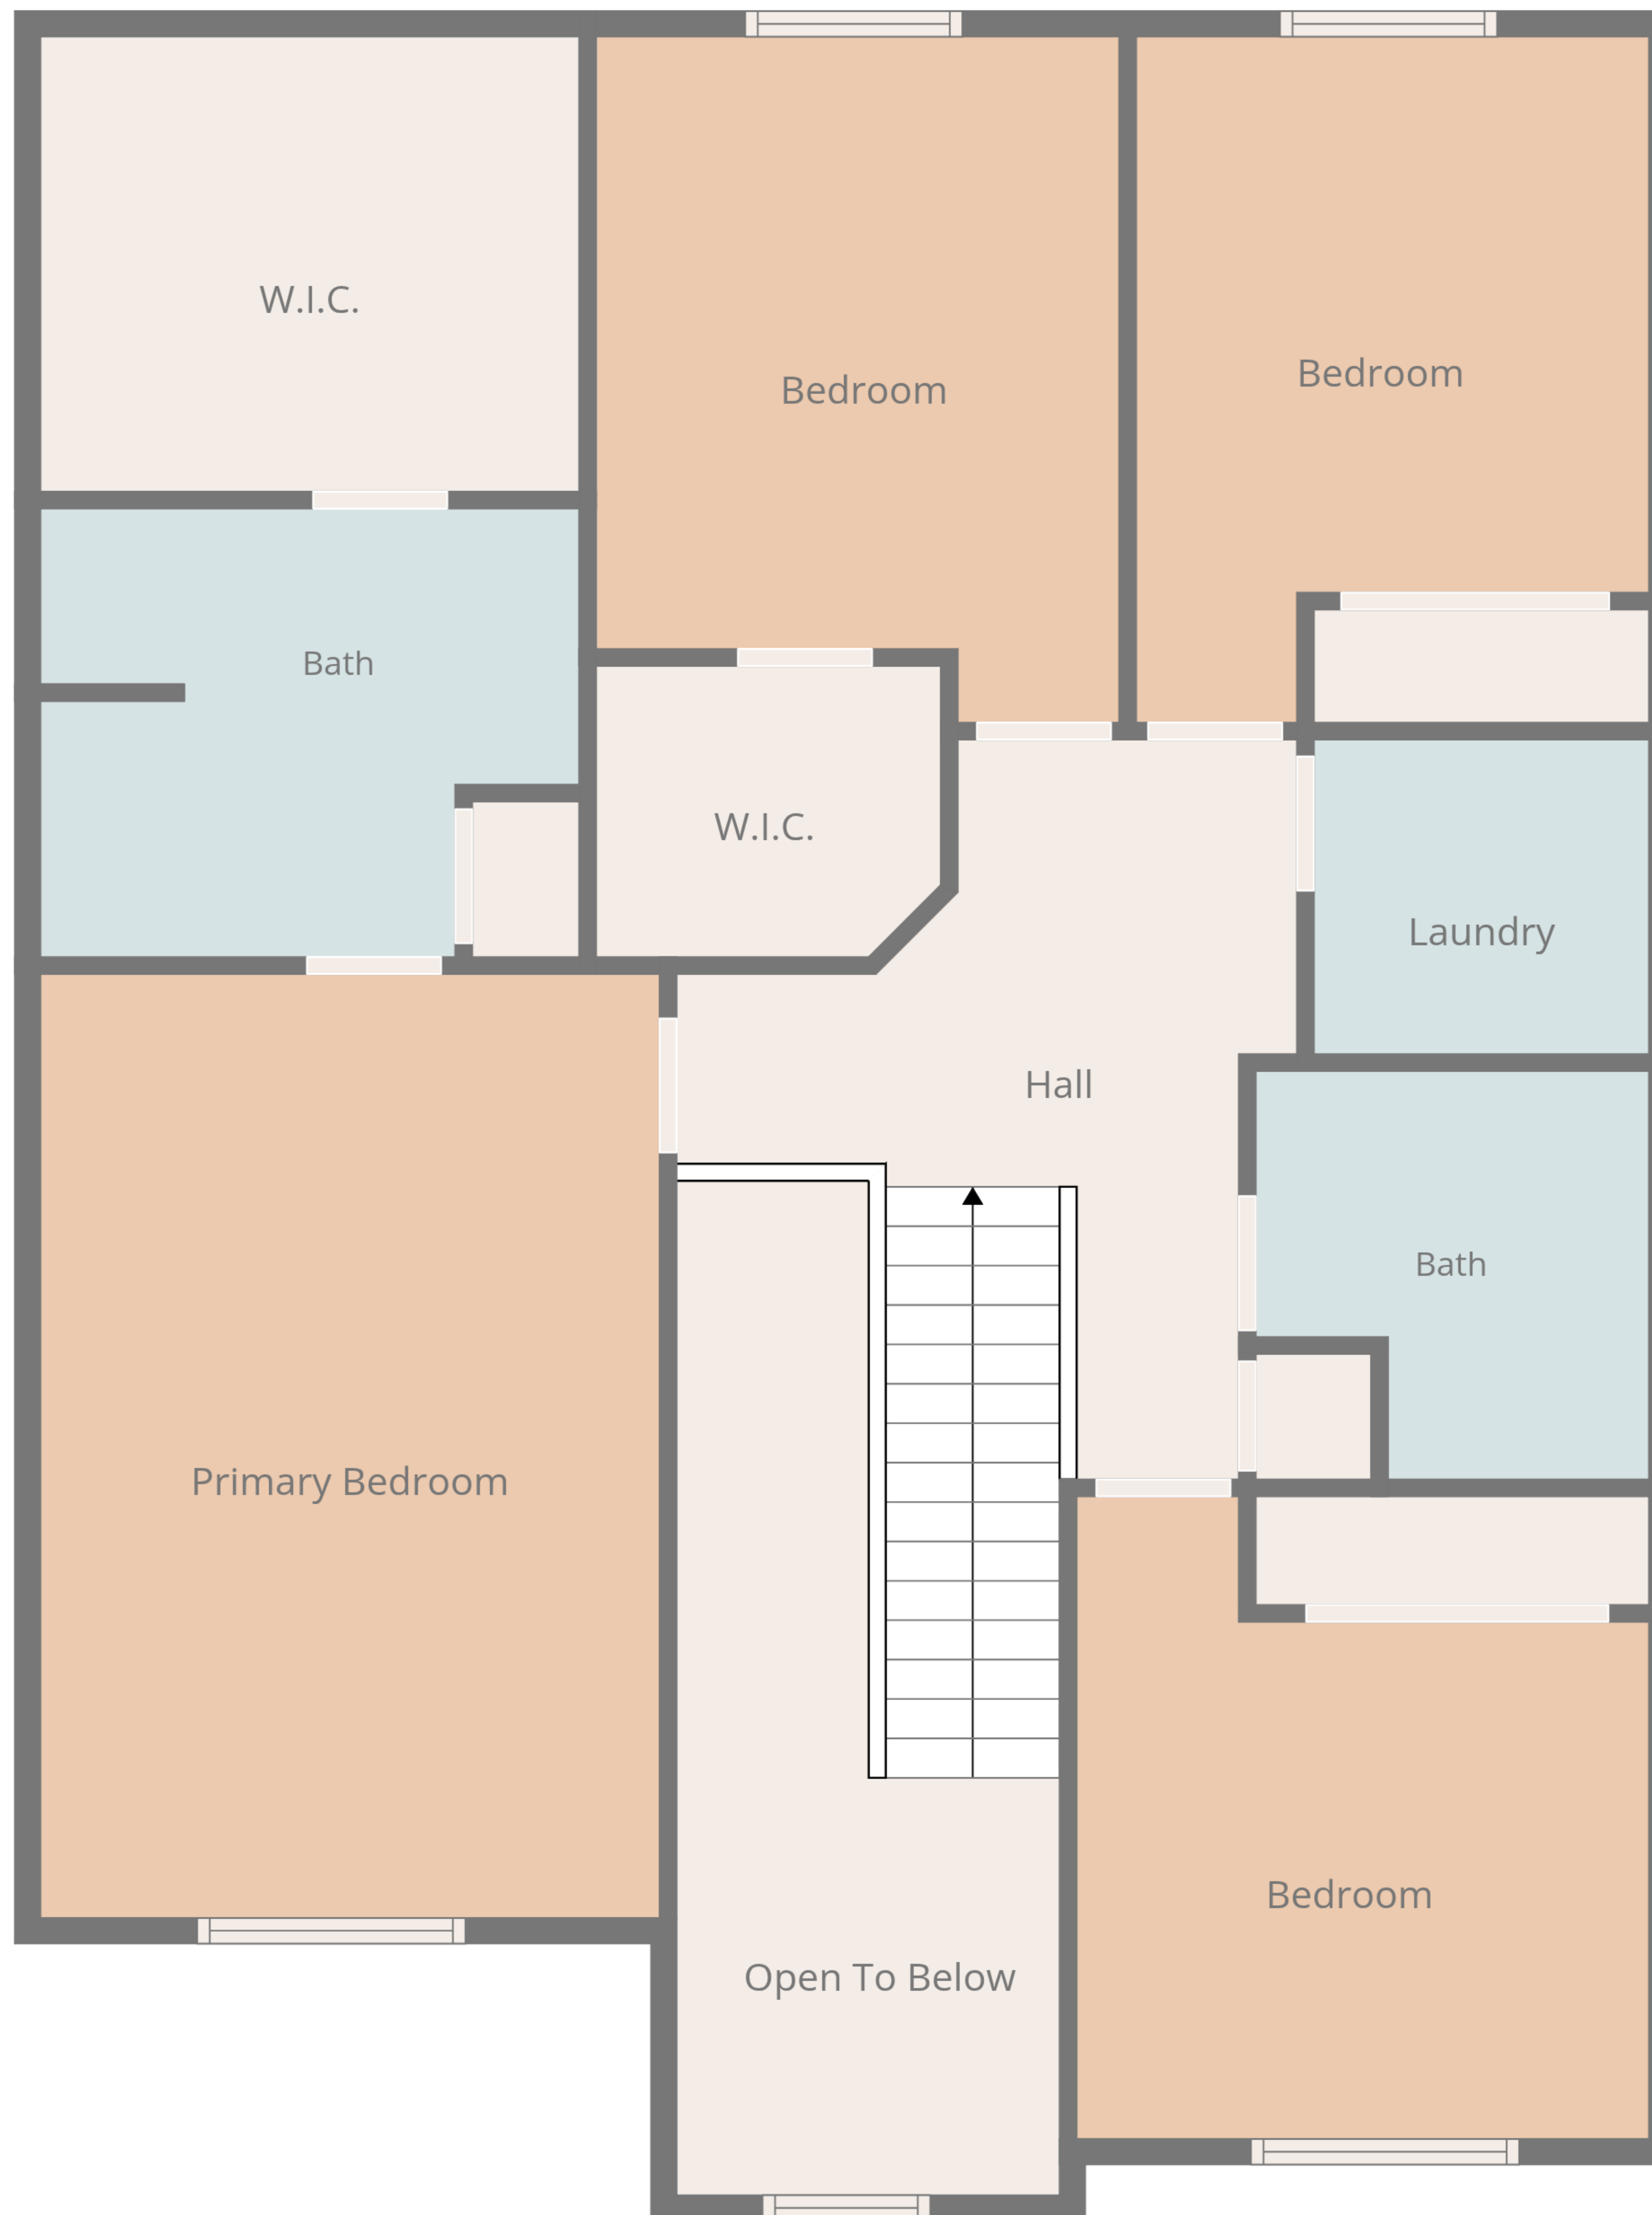 W.I.C.
Bedroom
Bedroom
Bath
W.I.C.
Laundry
Hall
Bath
Primary Bedroom
Bedroom
Open To Below